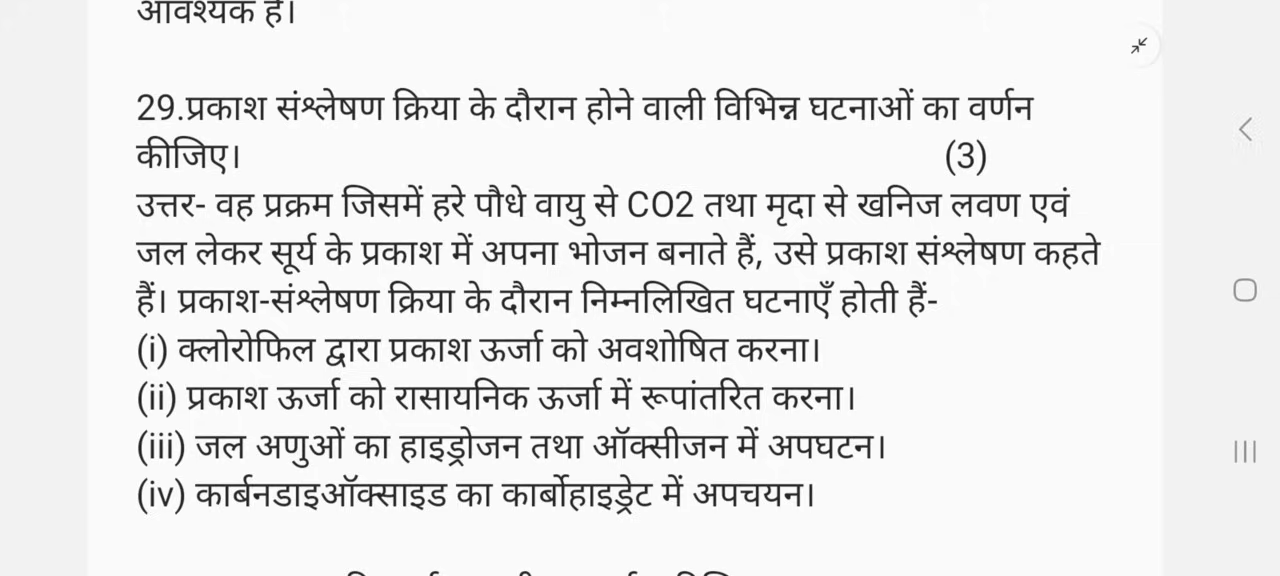 आवश्यक है।
29.प्रकाश संश्लेषण क्रिया के दौरान होने वाली विभिन्न घटनाओं का वर्णन
कीजिए। (3)
उत्तर- वह प्रक्रम जिसमें हरे पौधे वायु से CO2 तथा मृदा से खनिज लवण एवं
जल लेकर सूर्य के प्रकाश में अपना भोजन बनाते हैं, उसे प्रकाश संश्लेषण कहते
हैं। प्रकाश-संश्लेषण क्रिया के दौरान निम्नलिखित घटनाएँ होती हैं-
(i) क्लोरोफिल द्वारा प्रकाश ऊर्जा को अवशोषित करना।
(ii) प्रकाश ऊर्जा को रासायनिक ऊर्जा में रूपांतरित करना।
(iii) जल अणुओं का हाइड्रोजन तथा ऑक्सीजन में अपघटन।
(iv) कार्बनडाइऑक्साइड का कार्बोहाइड्रेट में अपचयन।